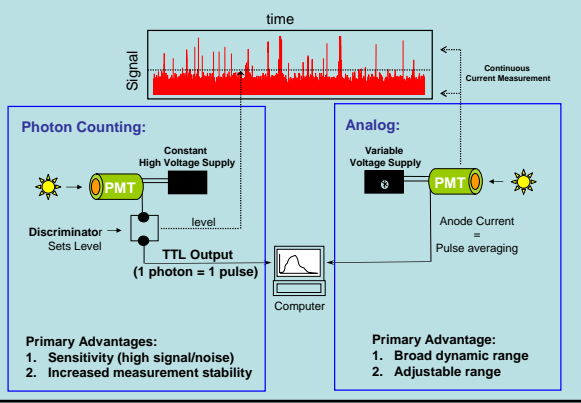 time
Signal
Continuous
Current Measurement
Photon Counting:
Constant
High Voltage Supply
PMT
Discriminator
Sets Level
level
TTL Output
(1 photon = 1 pulse)
Primary Advantages:
1. Sensitivity (high signal/noise)
2. Increased measurement stability
Computer
Analog:
Variable
Voltage Supply
PMT
Anode Current
=
Pulse averaging
Primary Advantage:
1. Broad dynamic range
2. Adjustable range